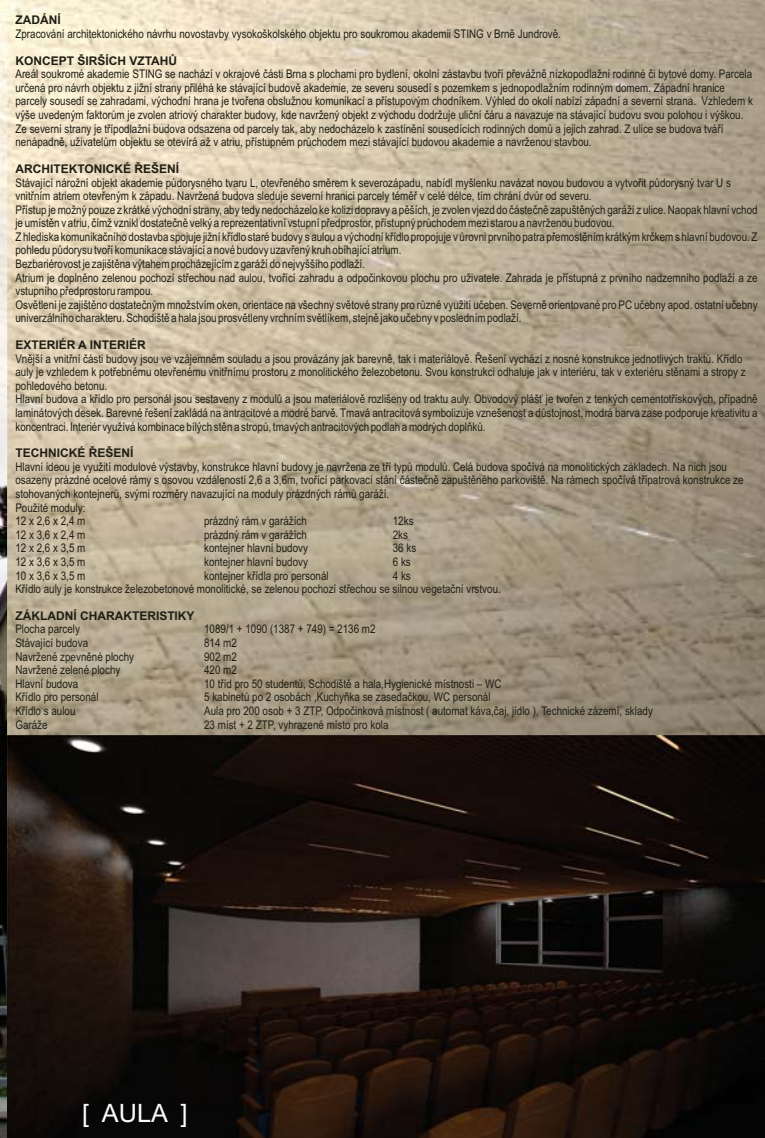 ZADÁNÍ
Zpracování architektonického návrhu novostavby vysokoškolského objektu pro soukromou akademii STING v Brně Jundrově.
KONCEPT ŠIRŠÍCH VZTAHŮ
Areál soukromé akademie STING se nachází v okrajové části Brna s plochami pro bydlení, okolní zástavbu tvoří převážně nízkopodlažní rodinné či bytové domy. Parcela
určená pro návrh objektu z jižní strany přiléhá ke stávající budově akademie, ze severu sousedí s pozemkem s jednopodlažním rodinným domem. Západní hranice
parcely sousedí se zahradami, východní hrana je tvořena obslužnou komunikací a přístupovým chodníkem. Výhled do okolí nabízí západní a severní strana. Vzhledem k
výše uvedeným faktorům je zvolen atriový charakter budovy, kde navržený objekt z východu dodržuje uliční čáru a navazuje na stávající budovu svou polohou i výškou.
Ze severní strany je třípodlažní budova odsazena od parcely tak, aby nedocházelo k zastínění sousedících rodinných domů a jejich zahrad. Z ulice se budova tváří
nenápadně, uživatelům objektu se otevírá až v atriu, přístupném průchodem mezi stávající budovou akademie a navrženou stavbou.
ARCHITEKTONICKÉ ŘEŠENÍ
Stávající nárožní objekt akademie půdorysného tvaru L, otevřeného směrem k severozápadu, nabídl myšlenku navázat novou budovou a vytvořit půdorysný tvar U s
vnitřním atriem otevřeným k západu. Navržená budova sleduje severní hranici parcely téměř v celé délce, tím chrání dvůr od severu.
Přístup je možný pouze z krátké východní strany, aby tedy nedocházelo ke kolizi dopravy a pěších, je zvolen vjezd do částečně zapuštěných garáží z ulice. Naopak hlavní vchod
je umístěn v atriu, čímž vznikl dostatečně velký a reprezentativní vstupní předprostor, přístupný průchodem mezi starou a navrženou budovou.
Z hlediska komunikačního dostavba spojuje jižní křídlo staré budovy s aulou a východní křídlo propojuje v úrovni prvního patra přemostěním krátkým krčkem s hlavní budovou. Z
pohledu půdorysu tvoří komunikace stávající a nové budovy uzavřený kruh obíhající atrium.
Bezbariérovost je zajištěna výtahem procházejícím z garáží do nejvyššího podlaží.
Atrium je doplněno zelenou pochozí střechou nad aulou, tvořící zahradu a odpočinkovou plochu pro uživatele. Zahrada je přístupná z prvního nadzemního podlaží a ze
vstupního předprostoru rampou.
Osvětlení je zajištěno dostatečným množstvím oken, orientace na všechny světové strany pro různé využití učeben. Severně orientované pro PC učebny apod. ostatní učebny
univerzálního charakteru. Schodiště a hala jsou prosvětleny vrchním světlíkem, stejně jako učebny v posledním podlaží.
EXTERIÉR A INTERIÉR
Vnější a vnitřní části budovy jsou ve vzájemném souladu a jsou provázány jak barevně, tak i materiálově. Řešení vychází z nosné konstrukce jednotlivých traktů. Křídlo
auly je vzhledem k potřebnému otevřenému vnitřnímu prostoru z monolitického železobetonu. Svou konstrukci odhaluje jak v interiéru, tak v exteriéru stěnami a stropy z
pohledového betonu.
Hlavní budova a křídlo pro personál jsou sestaveny z modulů a jsou materiálově rozlišeny od traktu auly. Obvodový plášť je tvořen z tenkých cementotřískových, případně
laminátových desek. Barevné řešení zakládá na antracitové a modré barvě. Tmavá antracitová symbolizuje vznešenost a důstojnost, modrá barva zase podporuje kreativitu a
koncentraci. Interiér využívá kombinace bílých stěn a stropů, tmavých antracitových podlah a modrých doplňků.
TECHNICKÉ ŘEŠENÍ
Hlavní ideou je využití modulové výstavby, konstrukce hlavní budovy je navržena ze tří typů modulů. Celá budova spočívá na monolitických základech. Na nich jsou
osazeny prázdné ocelové rámy s osovou vzdáleností 2,6 a 3,6m, tvořící parkovací stání částečně zapuštěného parkoviště. Na rámech spočívá třípatrová konstrukce ze
stohovaných kontejnerů, svými rozměry navazující na moduly prázdných rámů garáží.
Použité moduly:
12 x 2,6 x 2,4 m prázdný rám v garážích 12ks
12 x 3,6 x 2,4 m prázdný rám v garážích 2ks
12 x 2,6 x 3,5 m kontejner hlavní budovy 36 ks
12 x 3,6 x 3,5 m kontejner hlavní budovy 6 ks
10 x 3,6 x 3,5 m kontejner křídla pro personál 4 ks
Křídlo auly je konstrukce železobetonové monolitické, se zelenou pochozí střechou se silnou vegetační vrstvou.
ZÁKLADNÍ CHARAKTERISTIKY
Plocha parcely 1089/1 + 1090 (1387 + 749) = 2136 m2
Stávající budova 814 m2
Navržené zpevněné plochy 902 m2
Navržené zelené plochy 420 m2
Hlavní budova 10 tříd pro 50 studentů, Schodiště a hala,Hygienické místnosti – WC
Křídlo pro personál 5 kabinetů po 2 osobách ,Kuchyňka se zasedačkou, WC personál
Křídlo s aulou Aula pro 200 osob + 3 ZTP, Odpočinková místnost ( automat káva,čaj, jídlo ), Technické zázemí, sklady
Garáže 23 míst + 2 ZTP, vyhrazené místo pro kola
[ AULA ]